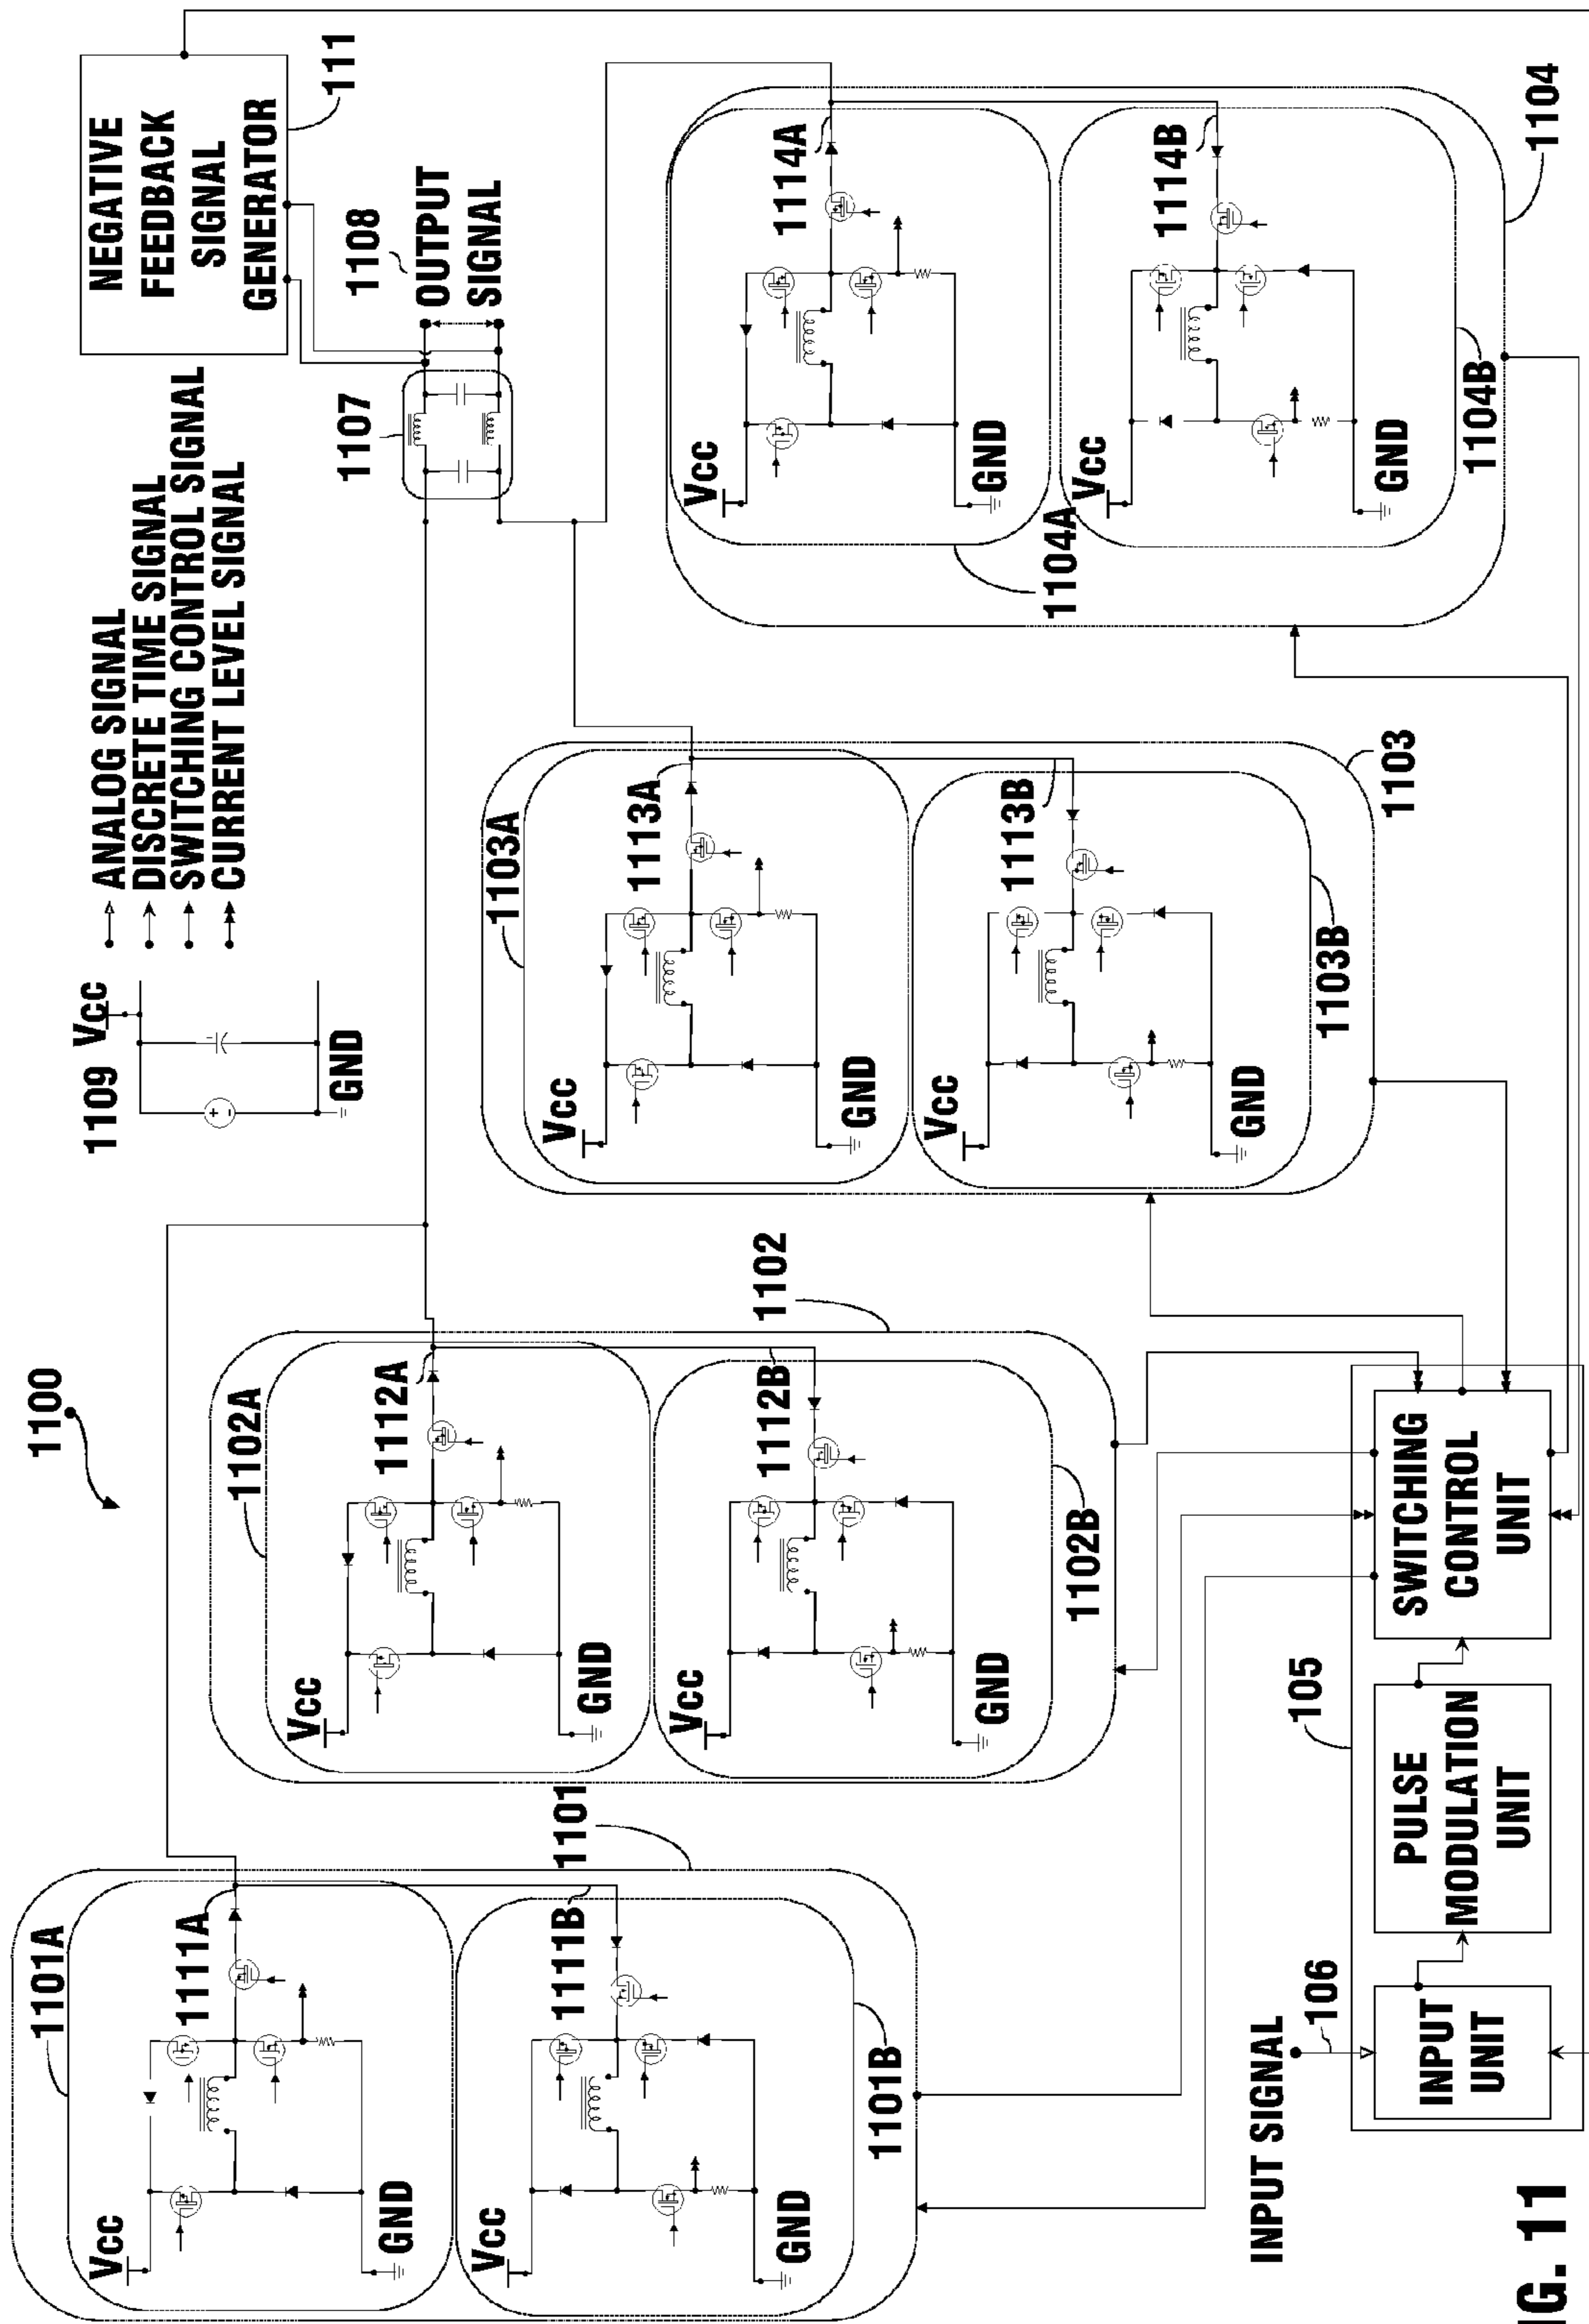 1100
1109
Vcc
GND
ANALOG SIGNAL
DISCRETE TIME SIGNAL
SWITCHING CONTROL SIGNAL
CURRENT LEVEL SIGNAL
NEGATIVE
FEEDBACK
SIGNAL
GENERATOR
111
1107
1108
OUTPUT
SIGNAL
1101A
Vcc
1111A
GND
1101
Vcc
1111B
GND
1101B
1102A
Vcc
1112A
GND
1102
Vcc
1112B
GND
1102B
1103A
Vcc
1113A
GND
Vcc
1113B
GND
1103B
1103
Vcc
1114A
GND
1104A
Vcc
1114B
GND
1104B
1104
INPUT SIGNAL
106
105
INPUT
UNIT
PULSE
MODULATION
UNIT
SWITCHING
CONTROL
UNIT
G. 11